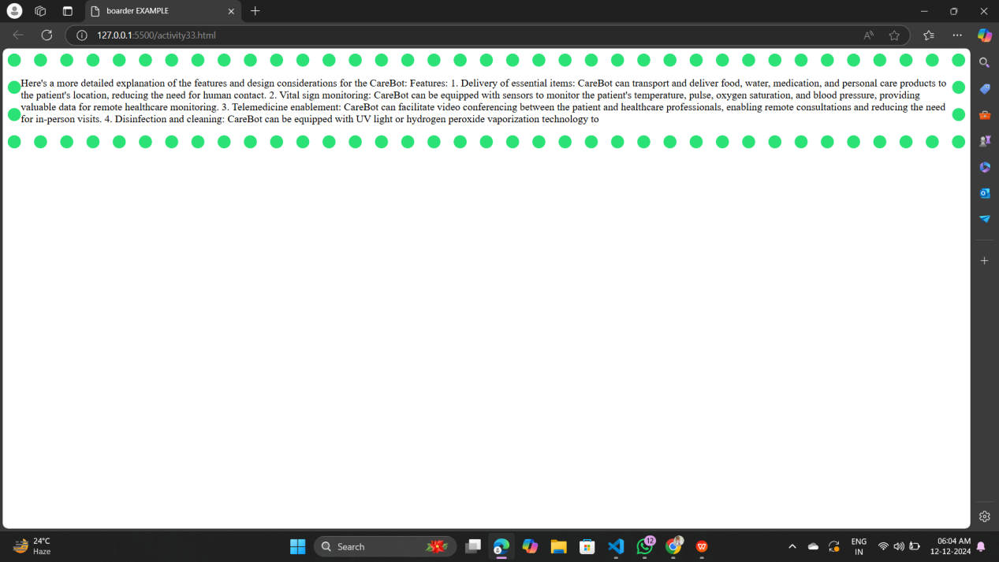 boarder EXAMPLE
127.0.0.1:5500/activity33.html
Here's a more detailed explanation of the features and design considerations for the CareBot: Features: 1. Delivery of essential items: CareBot can transport and deliver food, water, medication, and personal care products to
the patient's location, reducing the need for human contact. 2. Vital sign monitoring: CareBot can be equipped with sensors to monitor the patient's temperature, pulse, oxygen saturation, and blood pressure, providing
valuable data for remote healthcare monitoring. 3. Telemedicine enablement: CareBot can facilitate video conferencing between the patient and healthcare professionals, enabling remote consultations and reducing the need
for in-person visits. 4. Disinfection and cleaning: CareBot can be equipped with UV light or hydrogen peroxide vaporization technology to
24°C
Haze
Search
12
ENG
IN
06:04 AM
12-12-2024